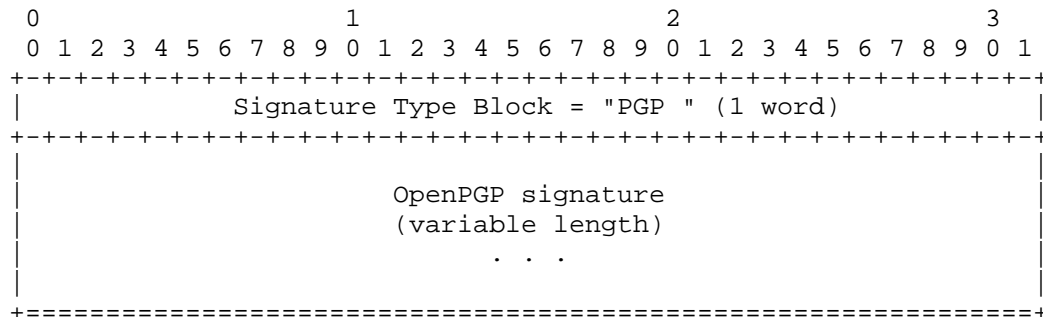 0                   1                   2                   3
0 1 2 3 4 5 6 7 8 9 0 1 2 3 4 5 6 7 8 9 0 1 2 3 4 5 6 7 8 9 0 1
+-+-+-+-+-+-+-+-+-+-+-+-+-+-+-+-+-+-+-+-+-+-+-+-+-+-+-+-+-+-+-+-+
|             Signature Type Block = "PGP " (1 word)            |
+-+-+-+-+-+-+-+-+-+-+-+-+-+-+-+-+-+-+-+-+-+-+-+-+-+-+-+-+-+-+-+-+
|                                                               |
|                       OpenPGP signature                       |
|                       (variable length)                       |
|                             . . .                             |
|                                                               |
+===============================================================+